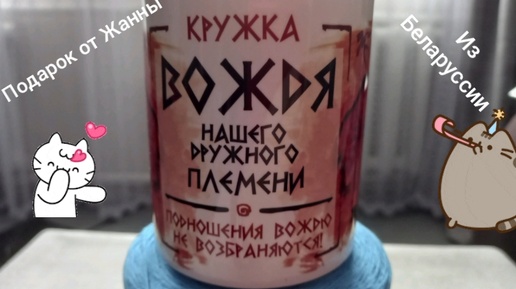 Подарок от Жанны
Из
Беларуссии
КРУЖКА
ВОЖДЯ
НАШЕГО
ДРУЖНОГО
ПЛЕМЕНИ
ПОДНОШЕНИЯ ВОЖДЮ
НЕ ВОЗБРАНЯЮТСЯ!